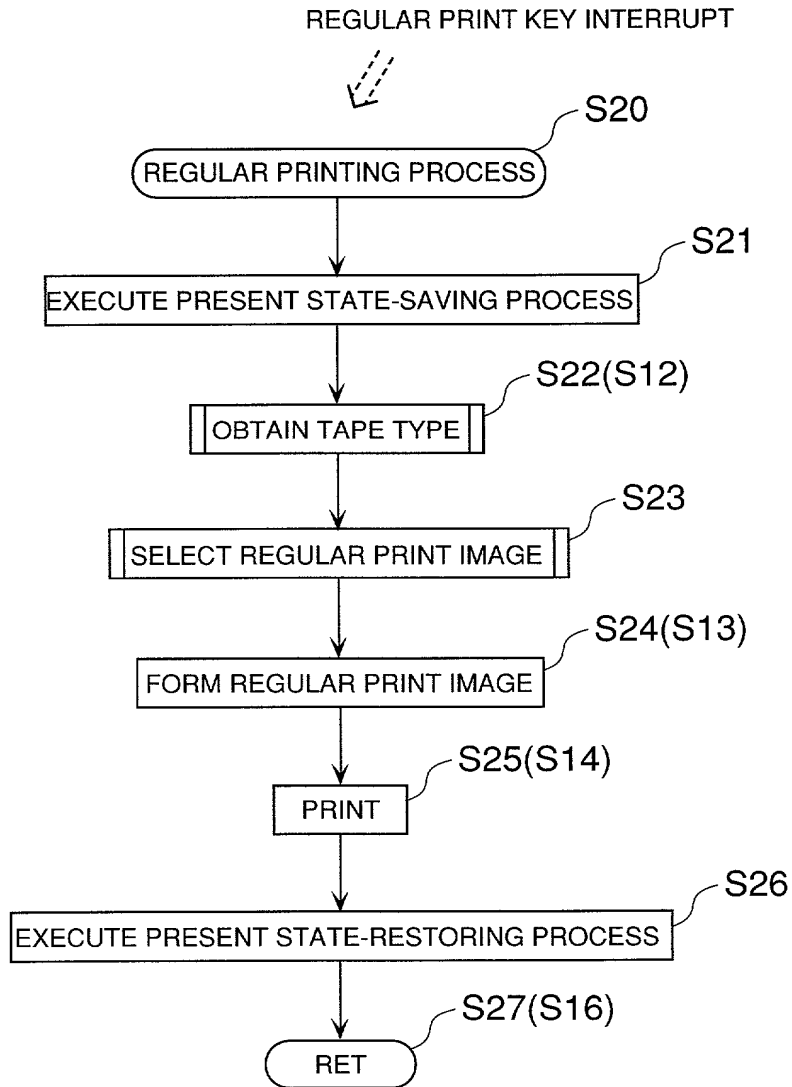 REGULAR PRINT KEY INTERRUPT
S20
REGULAR PRINTING PROCESS
S21
EXECUTE PRESENT STATE-SAVING PROCESS
S22(S12)
OBTAIN TAPE TYPE
S23
SELECT REGULAR PRINT IMAGE
S24(S13)
FORM REGULAR PRINT IMAGE
S25(S14)
PRINT
S26
EXECUTE PRESENT STATE-RESTORING PROCESS
S27(S16)
RET